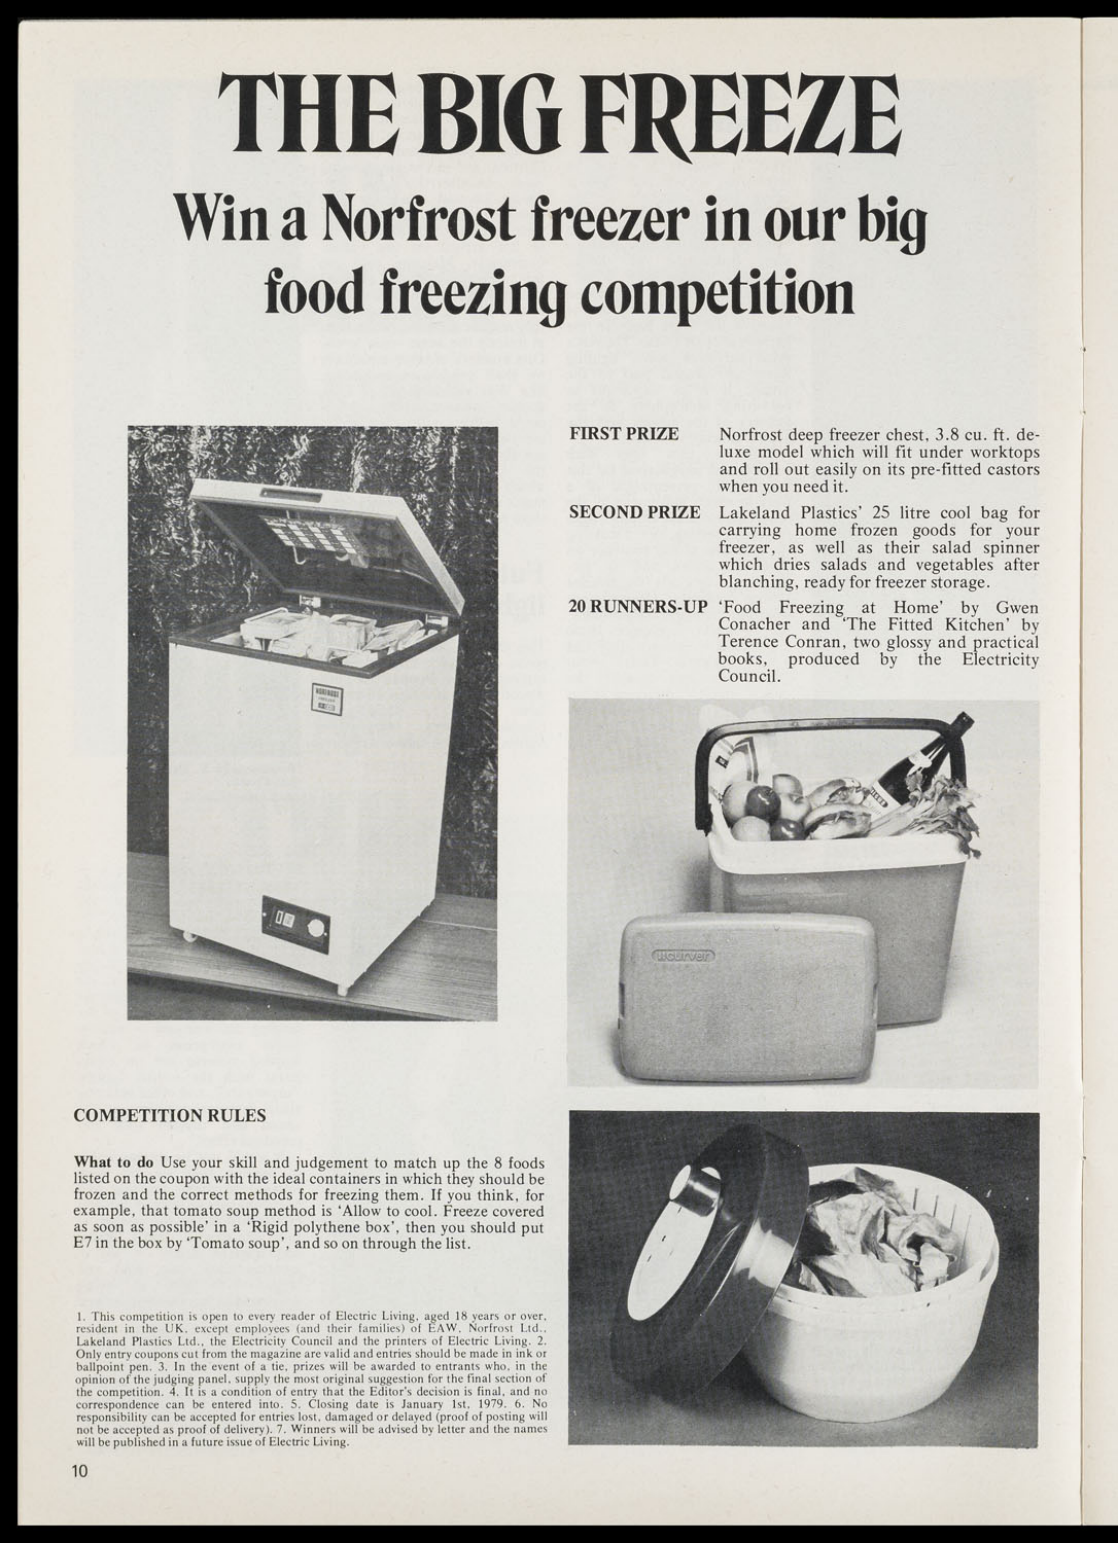 THE BIG FREEZE
Win a Norfrost freezer in our big
food freezing competition
FIRST PRIZE
Norfrost deep freezer chest, 3.8 cu. ft. de-
luxe model which will fit under worktops
and roll out easily on its pre-fitted castors
when you need it.
SECOND PRIZE
Lakeland Plastics' 25 litre cool bag for
carrying home frozen goods for your
freezer, as well as their salad spinner
which dries salads and vegetables after
blanching, ready for freezer storage.
20 RUNNERS-UP
'Food Freezing at Home' by Gwen
Conacher and 'The Fitted Kitchen' by
Terence Conran, two glossy and practical
books, produced by the Electricity
Council.
NORFROST
curver
COMPETITION RULES
What to do Use your skill and judgement to match up the 8 foods
listed on the coupon with the ideal containers in which they should be
frozen and the correct methods for freezing them. If you think, for
example, that tomato soup method is 'Allow to cool. Freeze covered
as soon as possible' in a 'Rigid polythene box', then you should put
E7 in the box by 'Tomato soup', and so on through the list.
1. This competition is open to every reader of Electric Living, aged 18 years or over,
resident in the UK, except employees (and their families) of EAW, Norfrost Ltd.,
Lakeland Plastics Ltd., the Electricity Council and the printers of Electric Living. 2.
Only entry coupons cut from the magazine are valid and entries should be made in ink or
ballpoint pen. 3. In the event of a tie, prizes will be awarded to entrants who, in the
opinion of the judging panel, supply the most original suggestion for the final section of
the competition. 4. It is a condition of entry that the Editor's decision is final, and no
correspondence can be entered into. 5. Closing date is January 1st, 1979. 6. No
responsibility can be accepted for entries lost, damaged or delayed (proof of posting will
not be accepted as proof of delivery). 7. Winners will be advised by letter and the names
will be published in a future issue of Electric Living.
10